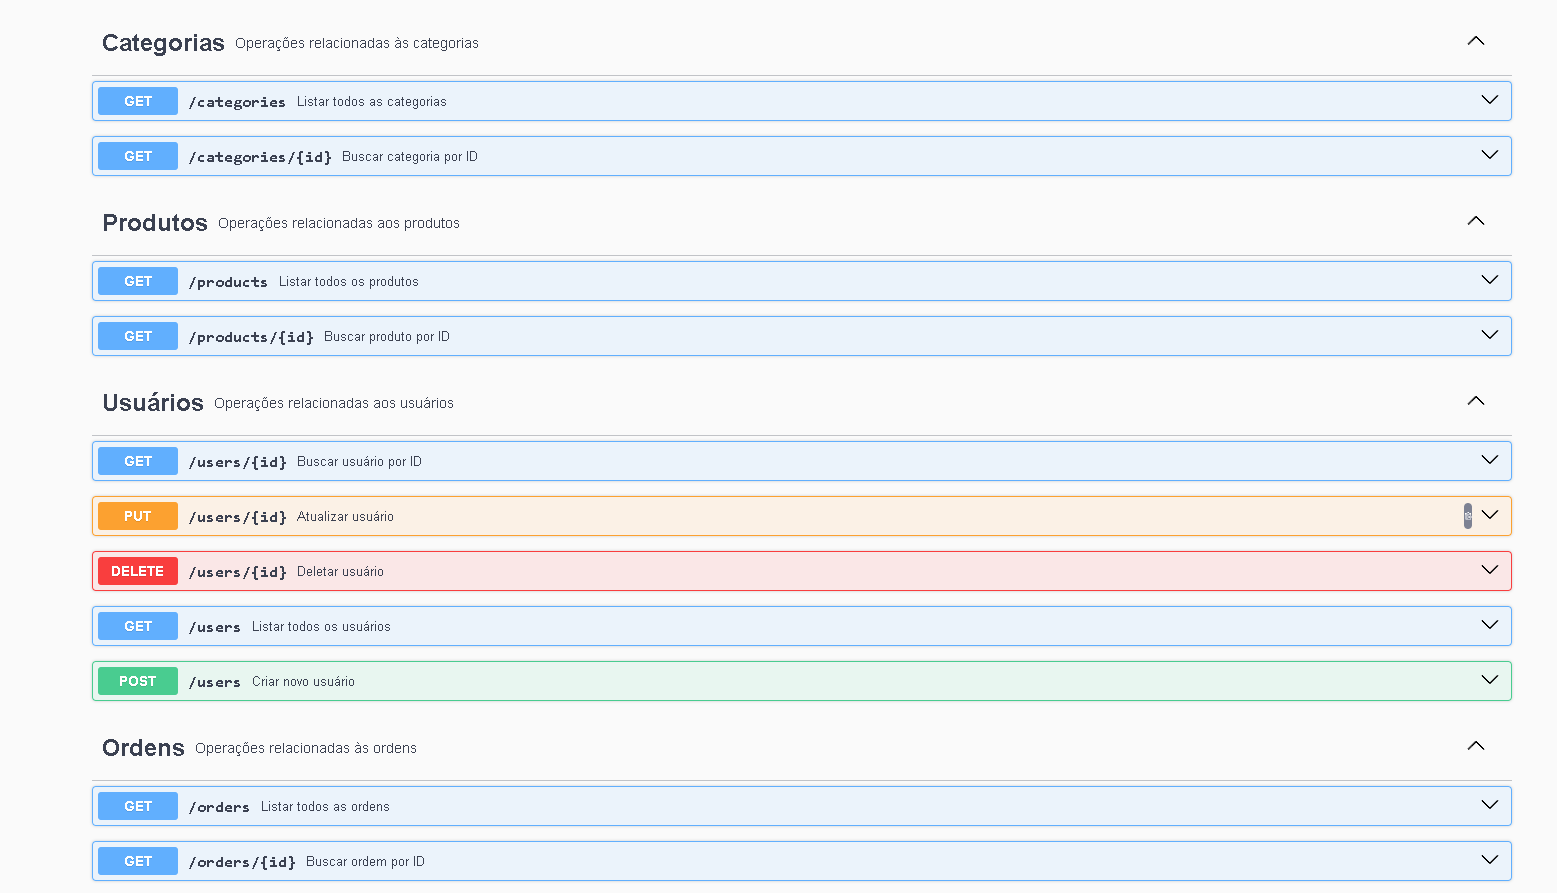 Categorias Operações relacionadas às categorias
GET /categories Listar todos as categorias
GET /categories/{id} Buscar categoria por ID
Produtos Operações relacionadas aos produtos
GET /products Listar todos os produtos
GET /products/{id} Buscar produto por ID
Usuários Operações relacionadas aos usuários
GET /users/{id} Buscar usuário por ID
PUT /users/{id} Atualizar usuário
DELETE /users/{id} Deletar usuário
GET /users Listar todos os usuários
POST /users Criar novo usuário
Ordens Operações relacionadas às ordens
GET /orders Listar todos as ordens
GET /orders/{id} Buscar ordem por ID